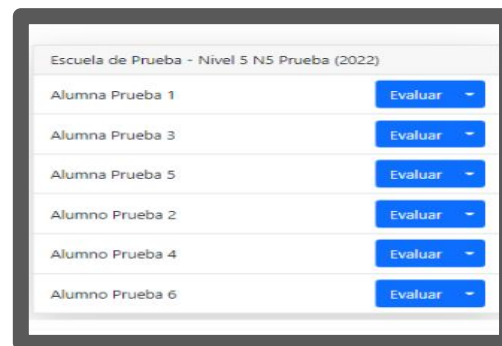 Escuela de Prueba - Nivel 5 N5 Prueba (2022)
Alumna Prueba 1 Evaluar
Alumna Prueba 3 Evaluar
Alumna Prueba 5 Evaluar
Alumno Prueba 2 Evaluar
Alumno Prueba 4 Evaluar
Alumno Prueba 6 Evaluar